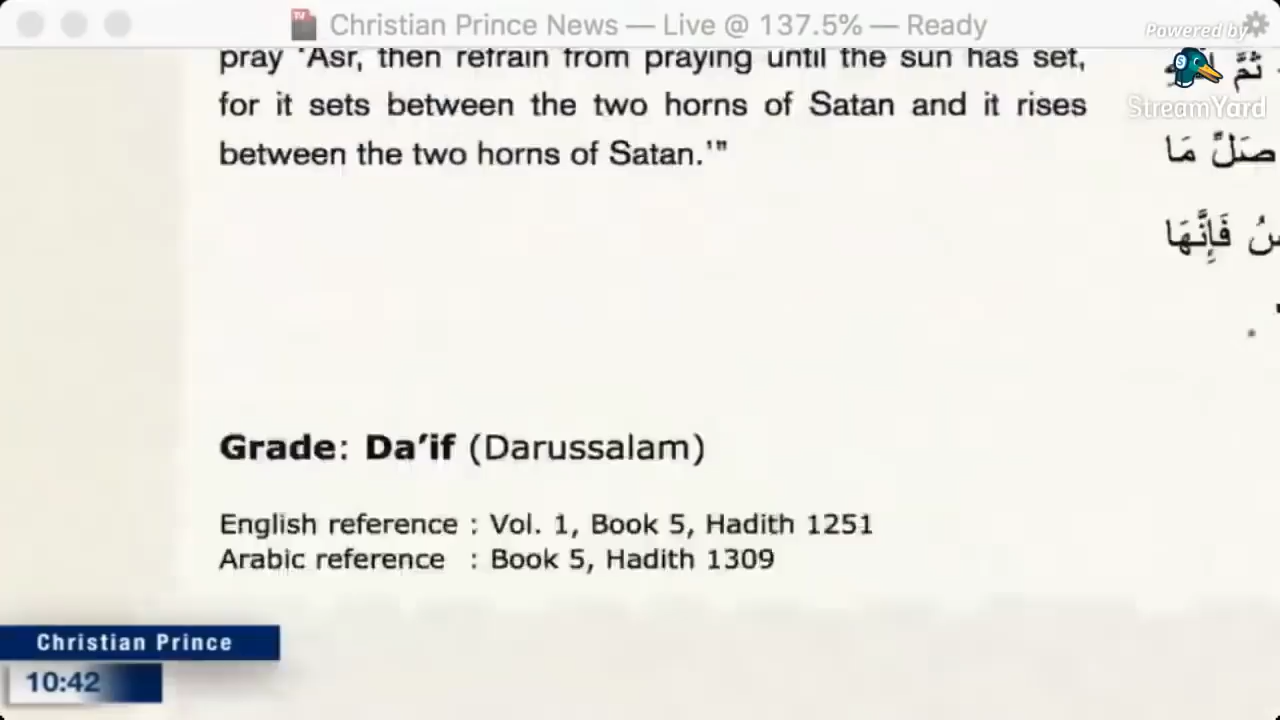 Christian Prince News — Live @ 137.5% — Ready
Powered by
StreamYard
pray 'Asr, then refrain from praying until the sun has set,
for it sets between the two horns of Satan and it rises
between the two horns of Satan.'"
ثُمَّ
صَلِّ مَا
فَإِنَّهَا
Grade: Da'if (Darussalam)
English reference : Vol. 1, Book 5, Hadith 1251
Arabic reference : Book 5, Hadith 1309
Christian Prince
10:42